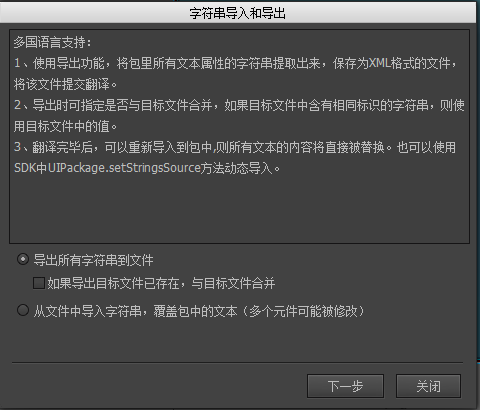 字符串导入和导出
多国语言支持：
1、使用导出功能，将包里所有文本属性的字符串提取出来，保存为XML格式的文件，
将该文件提交翻译。
2、导出时可指定是否与目标文件合并，如果目标文件中含有相同标识的字符串，则使
用目标文件中的值。
3、翻译完毕后，可以重新导入到包中,则所有文本的内容将直接被替换。也可以使用
SDK中UIPackage.setStringsSource方法动态导入。
导出所有字符串到文件
如果导出目标文件已存在，与目标文件合并
从文件中导入字符串，覆盖包中的文本（多个元件可能被修改）
下一步
关闭